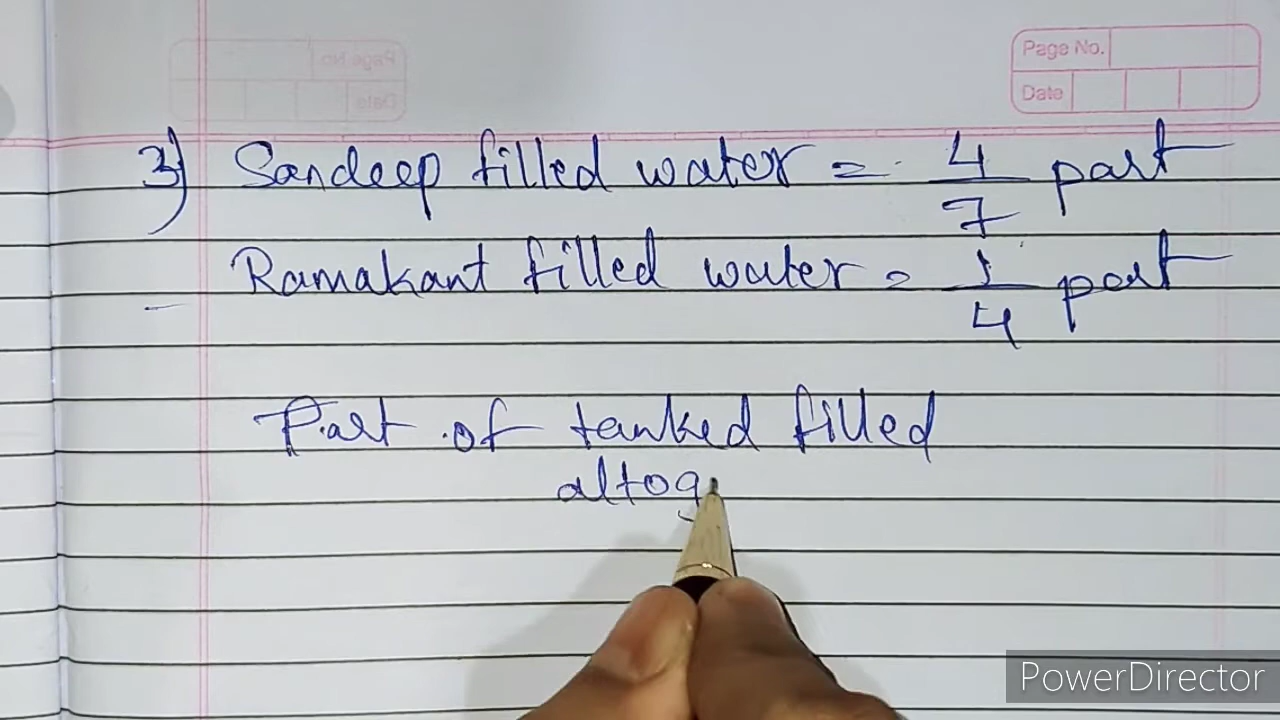 Page No.
Date
3) Sandeep filled water = 4/7 part
Ramakant filled water = 1/4 part
Part of tanked filled
altog
PowerDirector